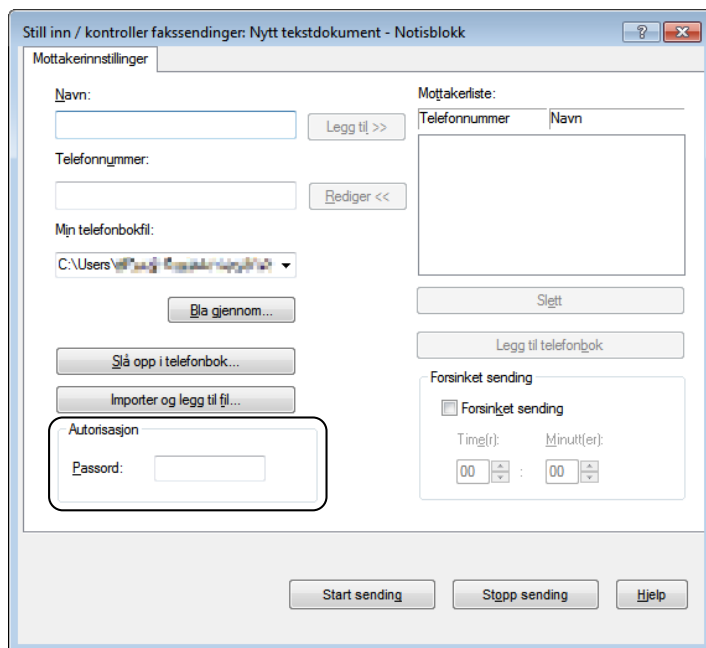 Still inn / kontroller fakssendinger: Nytt tekstdokument - Notisblokk
Mottakerinnstillinger
Navn:
Legg til >>
Telefonnummer:
Rediger <<
Min telefonbokfil:
C:\Users\
Bla gjennom...
Slå opp i telefonbok...
Importer og legg til fil...
Autorisasjon
Passord:
Mottakerliste:
Telefonnummer Navn
Slett
Legg til telefonbok
Forsinket sending
Forsinket sending
Time(r): Minutt(er):
00 : 00
Start sending Stopp sending Hjelp